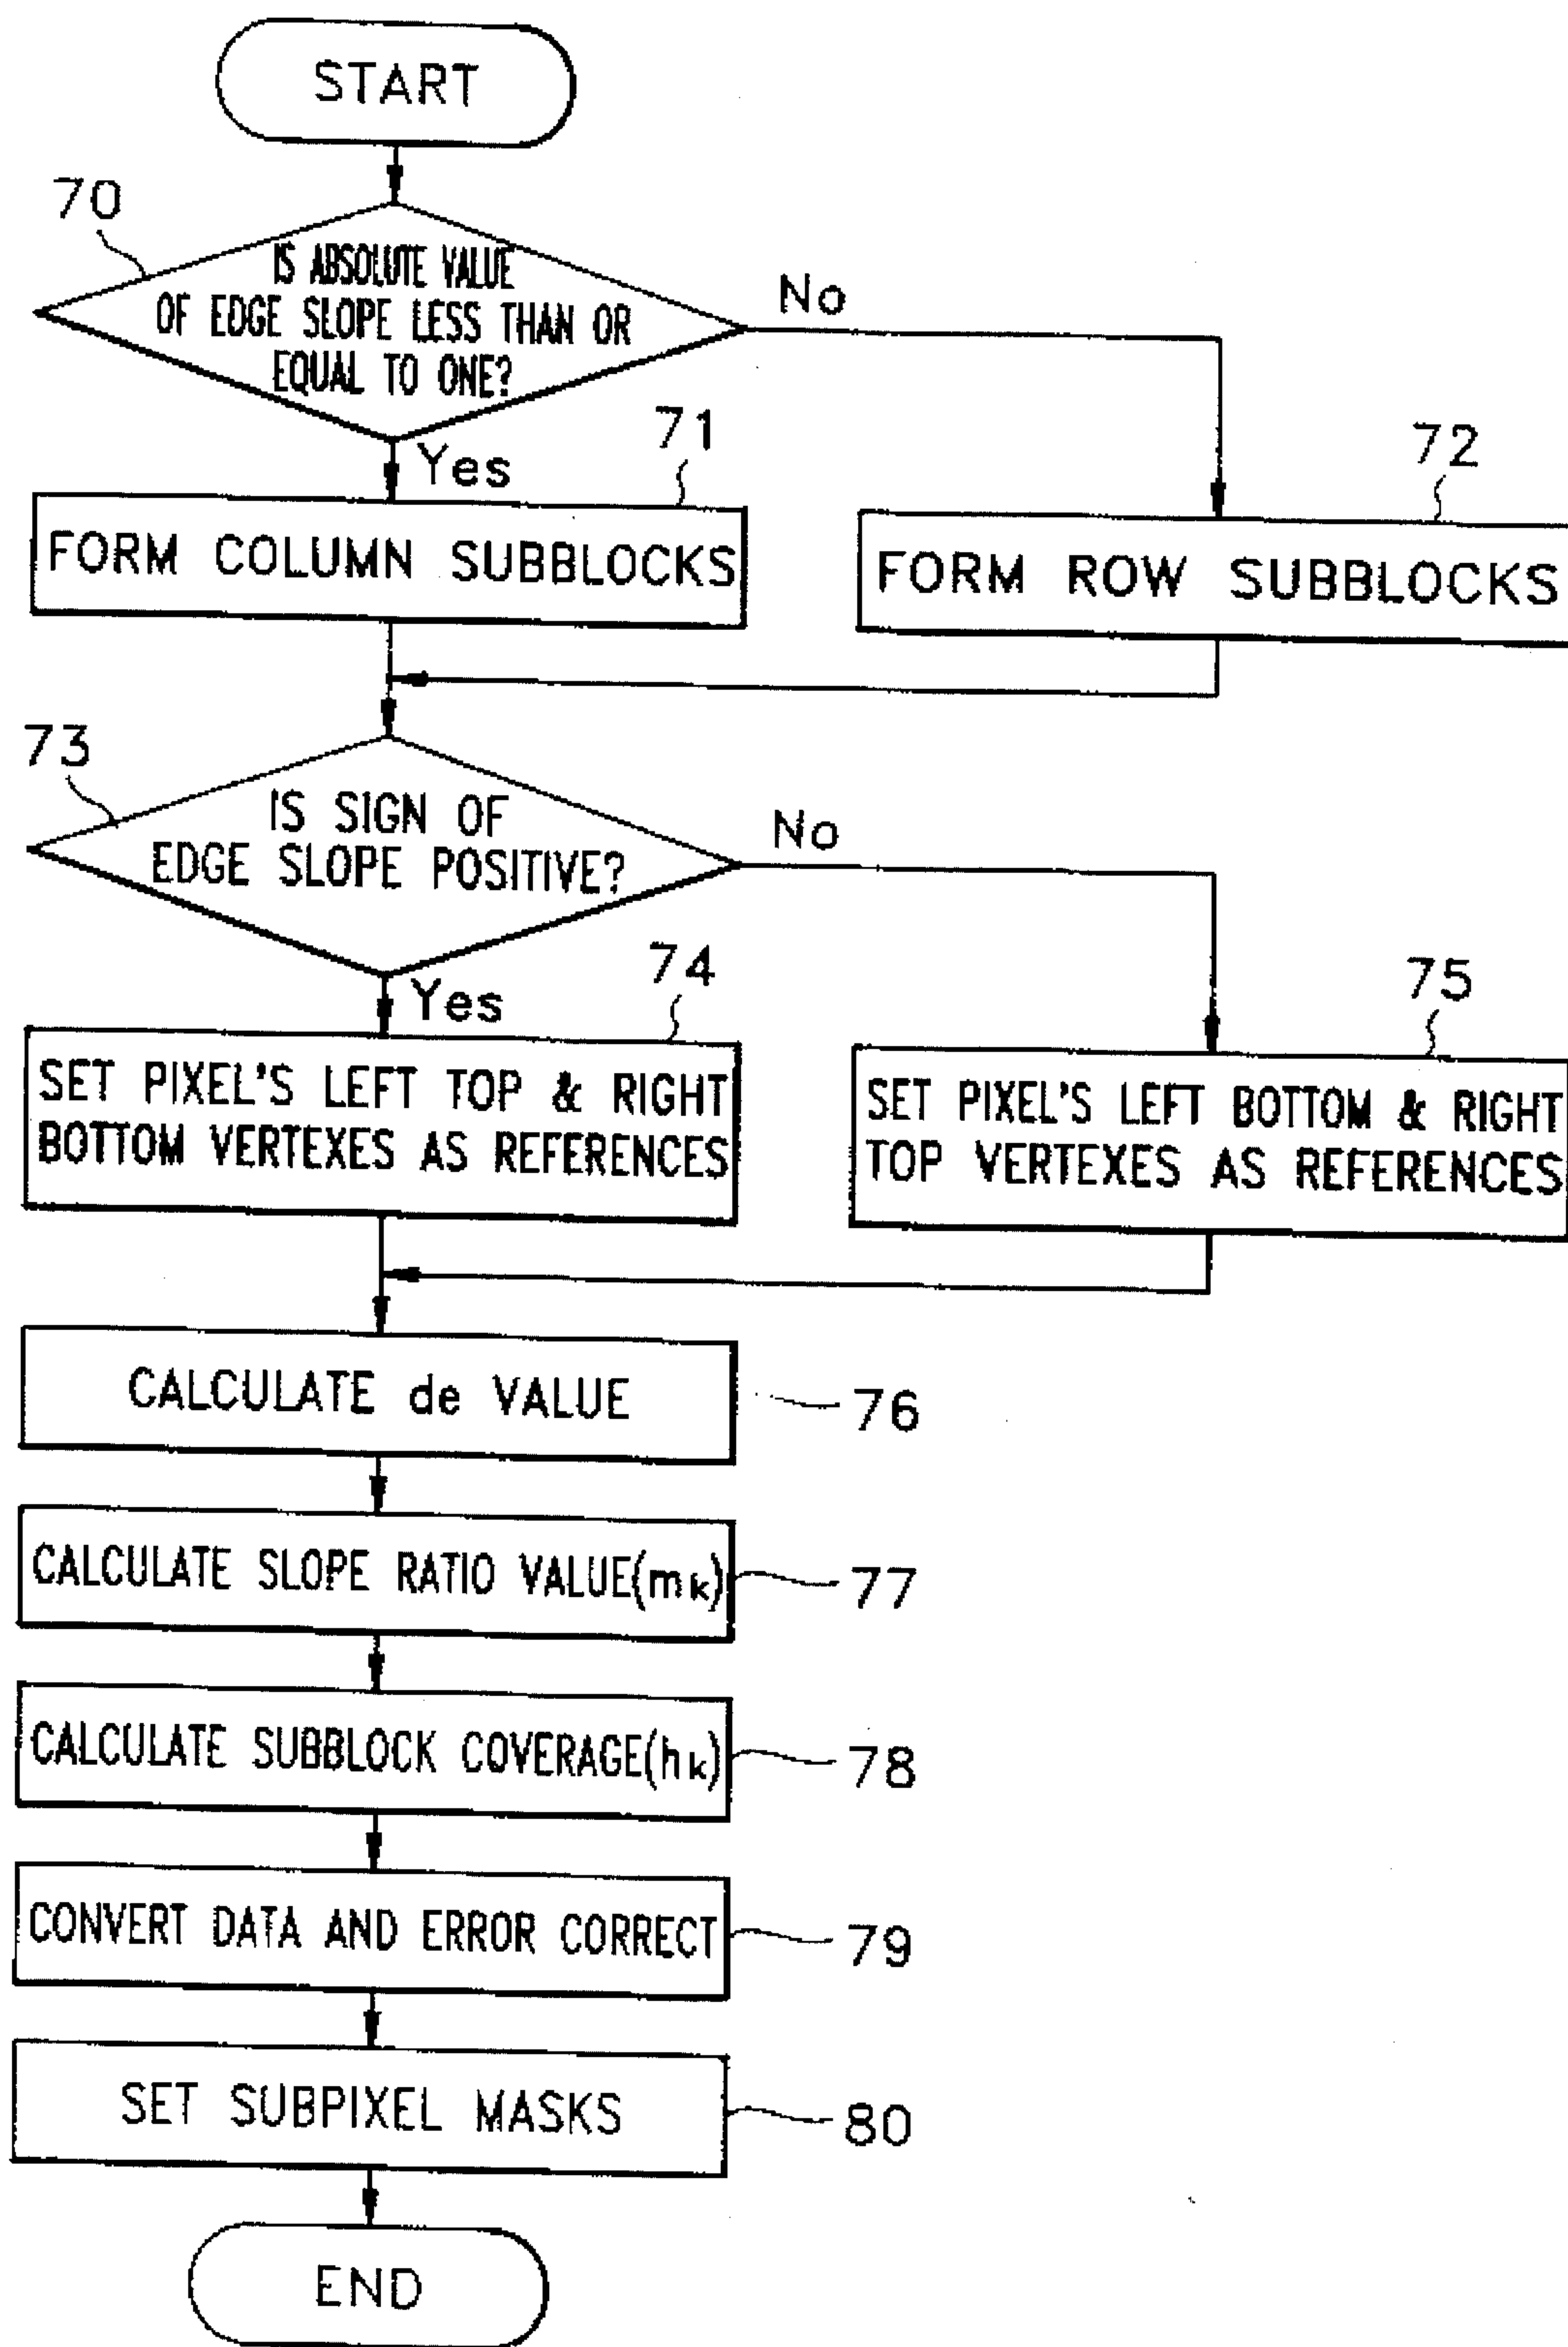 START
70
IS ABSOLUTE VALUE
OF EDGE SLOPE LESS THAN OR
EQUAL TO ONE?
No
Yes
71
FORM COLUMN SUBBLOCKS
72
FORM ROW SUBBLOCKS
73
IS SIGN OF
EDGE SLOPE POSITIVE?
No
Yes
74
SET PIXEL'S LEFT TOP & RIGHT
BOTTOM VERTEXES AS REFERENCES
75
SET PIXEL'S LEFT BOTTOM & RIGHT
TOP VERTEXES AS REFERENCES
CALCULATE de VALUE
76
CALCULATE SLOPE RATIO VALUE(mk)
77
CALCULATE SUBBLOCK COVERAGE(hk)
78
CONVERT DATA AND ERROR CORRECT
79
SET SUBPIXEL MASKS
80
END